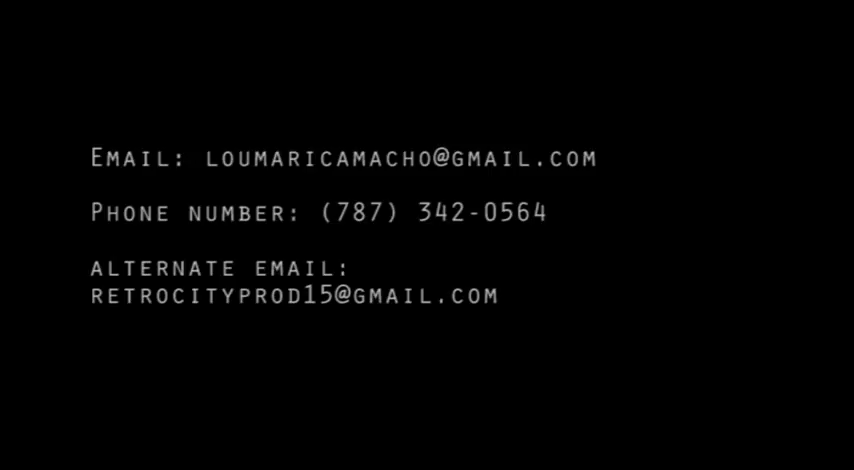 Email: loumaricamacho@gmail.com
Phone number: (787) 342-0564
alternate email:
retrocityprod15@gmail.com